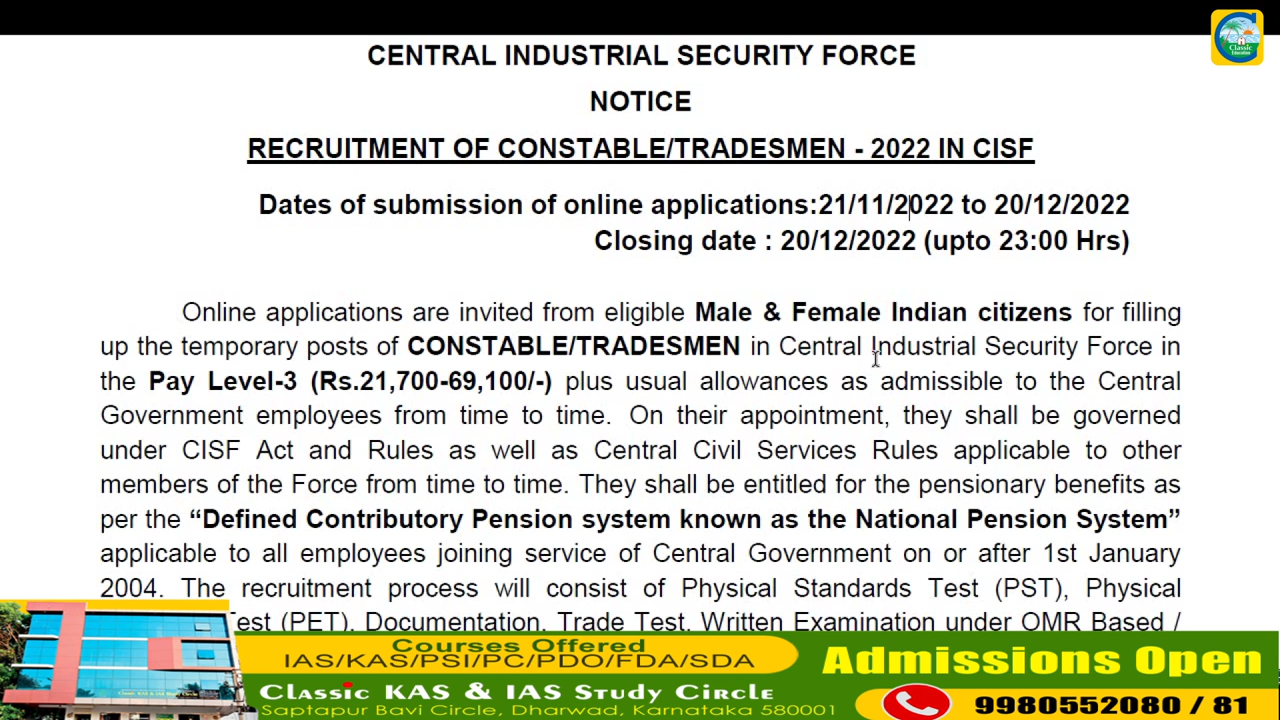 Classic
Education
CENTRAL INDUSTRIAL SECURITY FORCE
NOTICE
RECRUITMENT OF CONSTABLE/TRADESMEN - 2022 IN CISF
Dates of submission of online applications:21/11/2022 to 20/12/2022
Closing date : 20/12/2022 (upto 23:00 Hrs)
Online applications are invited from eligible Male & Female Indian citizens for filling
up the temporary posts of CONSTABLE/TRADESMEN in Central Industrial Security Force in
the Pay Level-3 (Rs.21,700-69,100/-) plus usual allowances as admissible to the Central
Government employees from time to time. On their appointment, they shall be governed
under CISF Act and Rules as well as Central Civil Services Rules applicable to other
members of the Force from time to time. They shall be entitled for the pensionary benefits as
per the “Defined Contributory Pension system known as the National Pension System”
applicable to all employees joining service of Central Government on or after 1st January
2004. The recruitment process will consist of Physical Standards Test (PST), Physical
Test (PET), Documentation, Trade Test, Written Examination under OMR Based /
Courses Offered
IAS/KAS/PSI/PC/PDO/FDA/SDA
Classic KAS & IAS Study Circle
Saptapur Bavi Circle, Dharwad, Karnataka 580001
Admissions Open
9980552080 / 81